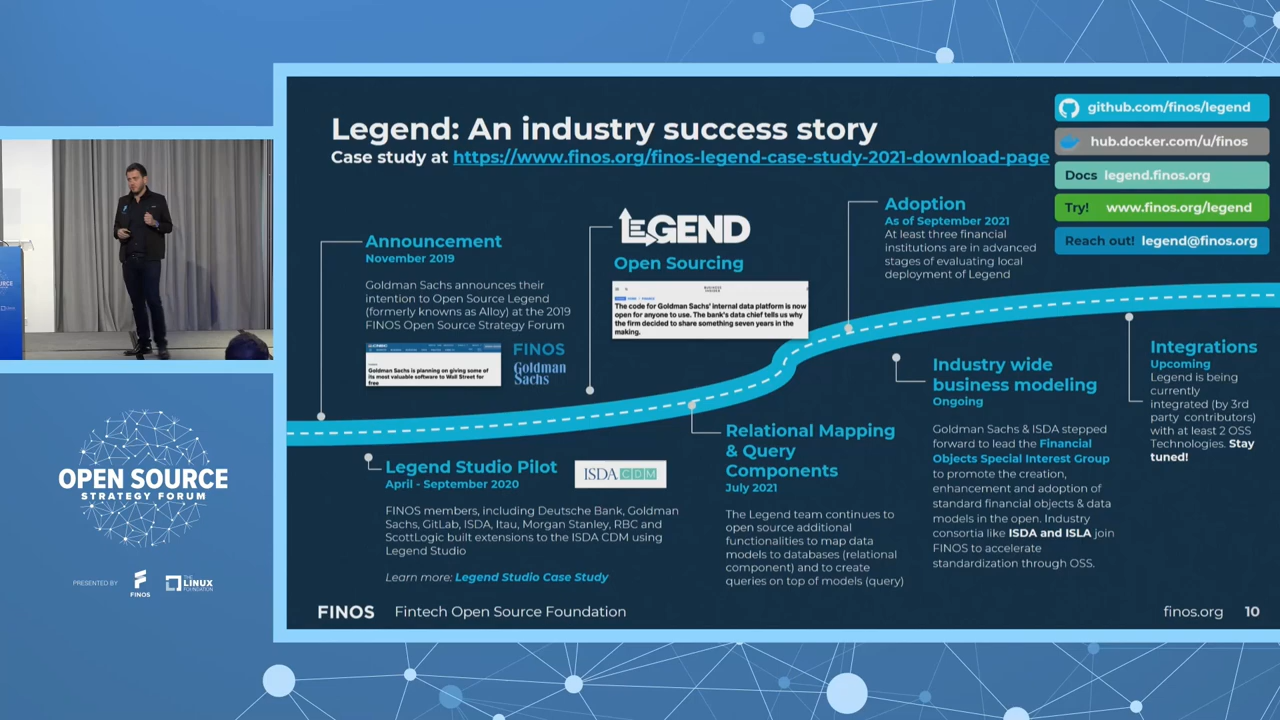 Legend: An industry success story
Case study at https://www.finos.org/finos-legend-case-study-2021-download-page
github.com/finos/legend
hub.docker.com/u/finos
Docs legend.finos.org
Try! www.finos.org/legend
Reach out! legend@finos.org
Announcement
November 2019
Goldman Sachs announces their
intention to Open Source Legend
(formerly known as Alloy) at the 2019
FINOS Open Source Strategy Forum
Goldman Sachs is planning on giving some of
its most valuable software to Wall Street for
free
FINOS
Goldman
Sachs
LEGEND
Open Sourcing
BUSINESS
INSIDER
The code for Goldman Sachs' internal data platform is now
open for anyone to use. The bank's data chief tells us why
the firm decided to share something seven years in the
making.
Adoption
As of September 2021
At least three financial
institutions are in advanced
stages of evaluating local
deployment of Legend
Legend Studio Pilot
April - September 2020
ISDA CDM
FINOS members, including Deutsche Bank, Goldman
Sachs, GitLab, ISDA, Itau, Morgan Stanley, RBC and
ScottLogic built extensions to the ISDA CDM using
Legend Studio
Learn more: Legend Studio Case Study
Relational Mapping
& Query
Components
July 2021
The Legend team continues to
open source additional
functionalities to map data
models to databases (relational
component) and to create
queries on top of models (query)
Industry wide
business modeling
Ongoing
Goldman Sachs & ISDA stepped
forward to lead the Financial
Objects Special Interest Group
to promote the creation,
enhancement and adoption of
standard financial objects & data
models in the open. Industry
consortia like ISDA and ISLA join
FINOS to accelerate
standardization through OSS.
Integrations
Upcoming
Legend is being
currently
integrated (by 3rd
party contributors)
with at least 2 OSS
Technologies. Stay
tuned!
FINOS Fintech Open Source Foundation
finos.org 10
OPEN SOURCE
STRATEGY FORUM
PRESENTED BY
FINOS
THE
LINUX
FOUNDATION